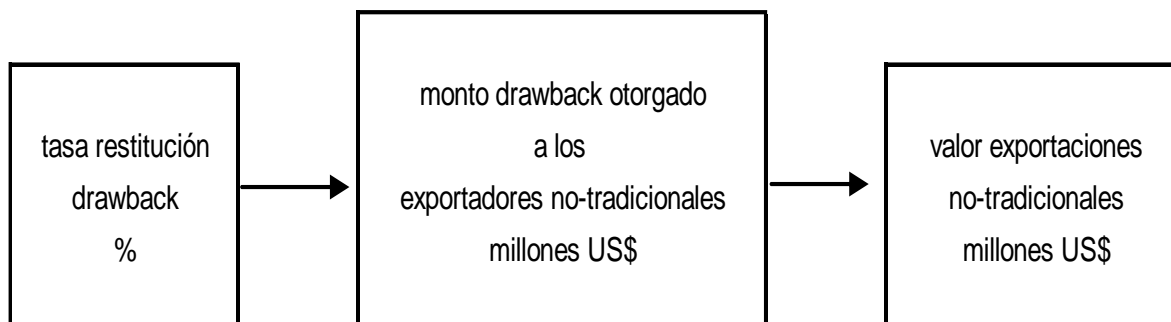 tasa restitución
drawback
%
monto drawback otorgado
a los
exportadores no-tradicionales
millones US$
valor exportaciones
no-tradicionales
millones US$